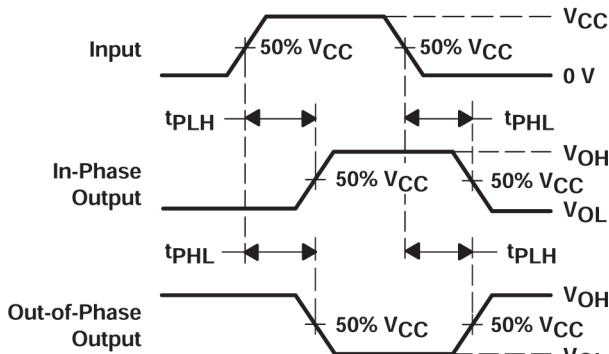 VCC
Input
50% VCC
50% VCC
0 V
tPLH
tPHL
VOH
In-Phase
Output
50% VCC
50% VCC
VOL
tPHL
tPLH
VOH
Out-of-Phase
Output
50% VCC
50% VCC